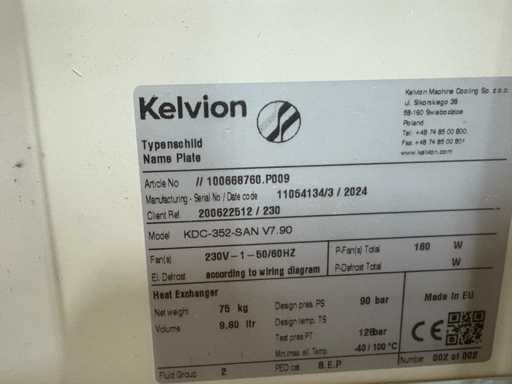 Kelvion
Kelvion Machine Cooling Sp. z o.o.
ul. Sikorskiego 38
58-160 Świebodzice
Poland
Tel: +48 74 85 00 800
Fax: +48 74 85 00 801
www.kelvion.com
Typenschild
Name Plate
Article No // 100668760.P009
Manufacturing - Serial No / Date code 11054134/3 / 2024
Client Ref. 200622512 / 230
Model KDC-352-SAN V7.90
Fan(s) 230V-1-50/60HZ P-Fan(s) Total 160 W
El. Defrost according to wiring diagram P-Defrost Total W
Heat Exchanger
Net weight 75 kg Design pres. PS 90 bar Made in EU
Volume 9,80 ltr Design temp. TS
Test pres PT 126bar
Min./max. all. Temp. -40 / 100 °C CE
Fluid Group 2 PED cat 8 E.P Number 002 of 002